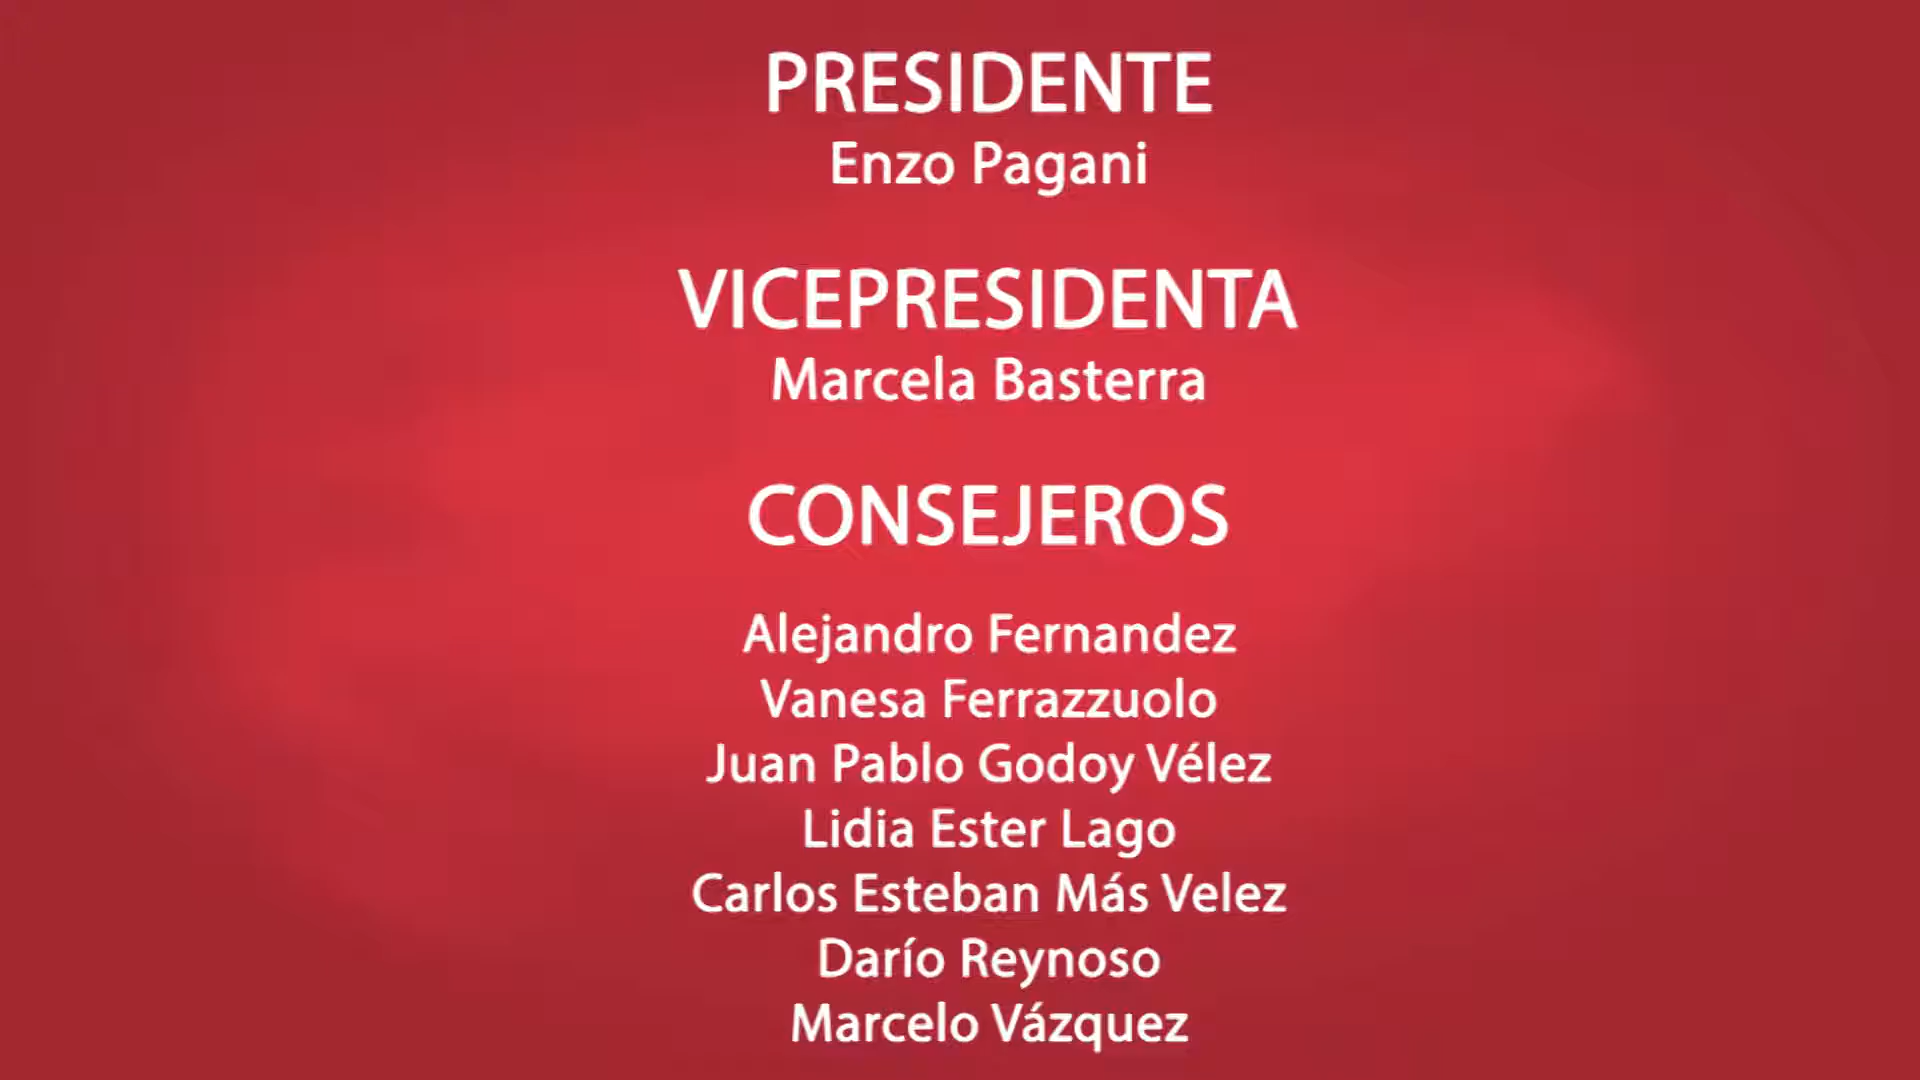 PRESIDENTE
Enzo Pagani
VICEPRESIDENTA
Marcela Basterra
CONSEJEROS
Alejandro Fernandez
Vanesa Ferrazzuolo
Juan Pablo Godoy Vélez
Lidia Ester Lago
Carlos Esteban Más Velez
Darío Reynoso
Marcelo Vázquez